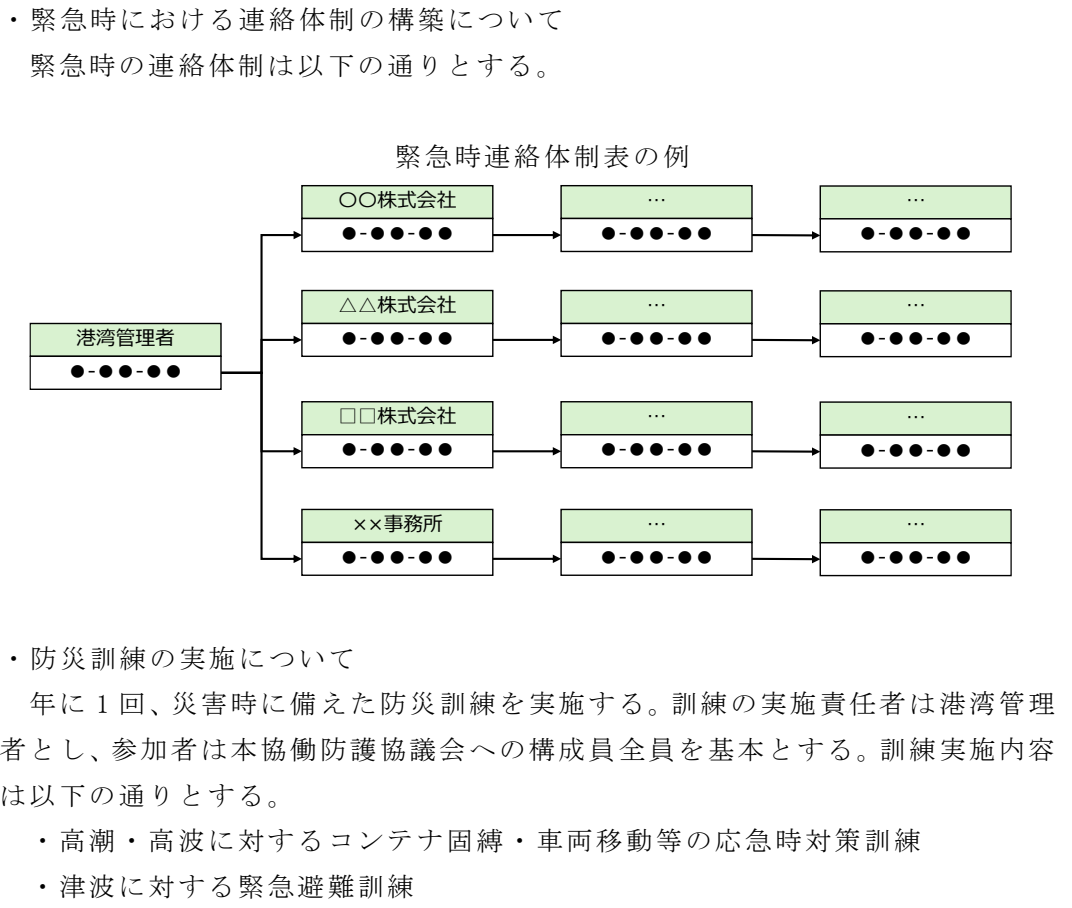 ・緊急時における連絡体制の構築について
緊急時の連絡体制は以下の通りとする。
緊急時連絡体制表の例
〇〇株式会社
●-●●-●●
…
●-●●-●●
…
●-●●-●●
△△株式会社
●-●●-●●
…
●-●●-●●
…
●-●●-●●
港湾管理者
●-●●-●●
□□株式会社
●-●●-●●
…
●-●●-●●
…
●-●●-●●
××事務所
●-●●-●●
…
●-●●-●●
…
●-●●-●●
・防災訓練の実施について
年に1回、災害時に備えた防災訓練を実施する。訓練の実施責任者は港湾管理
者とし、参加者は本協働防護協議会への構成員全員を基本とする。訓練実施内容
は以下の通りとする。
・高潮・高波に対するコンテナ固縛・車両移動等の応急時対策訓練
・津波に対する緊急避難訓練